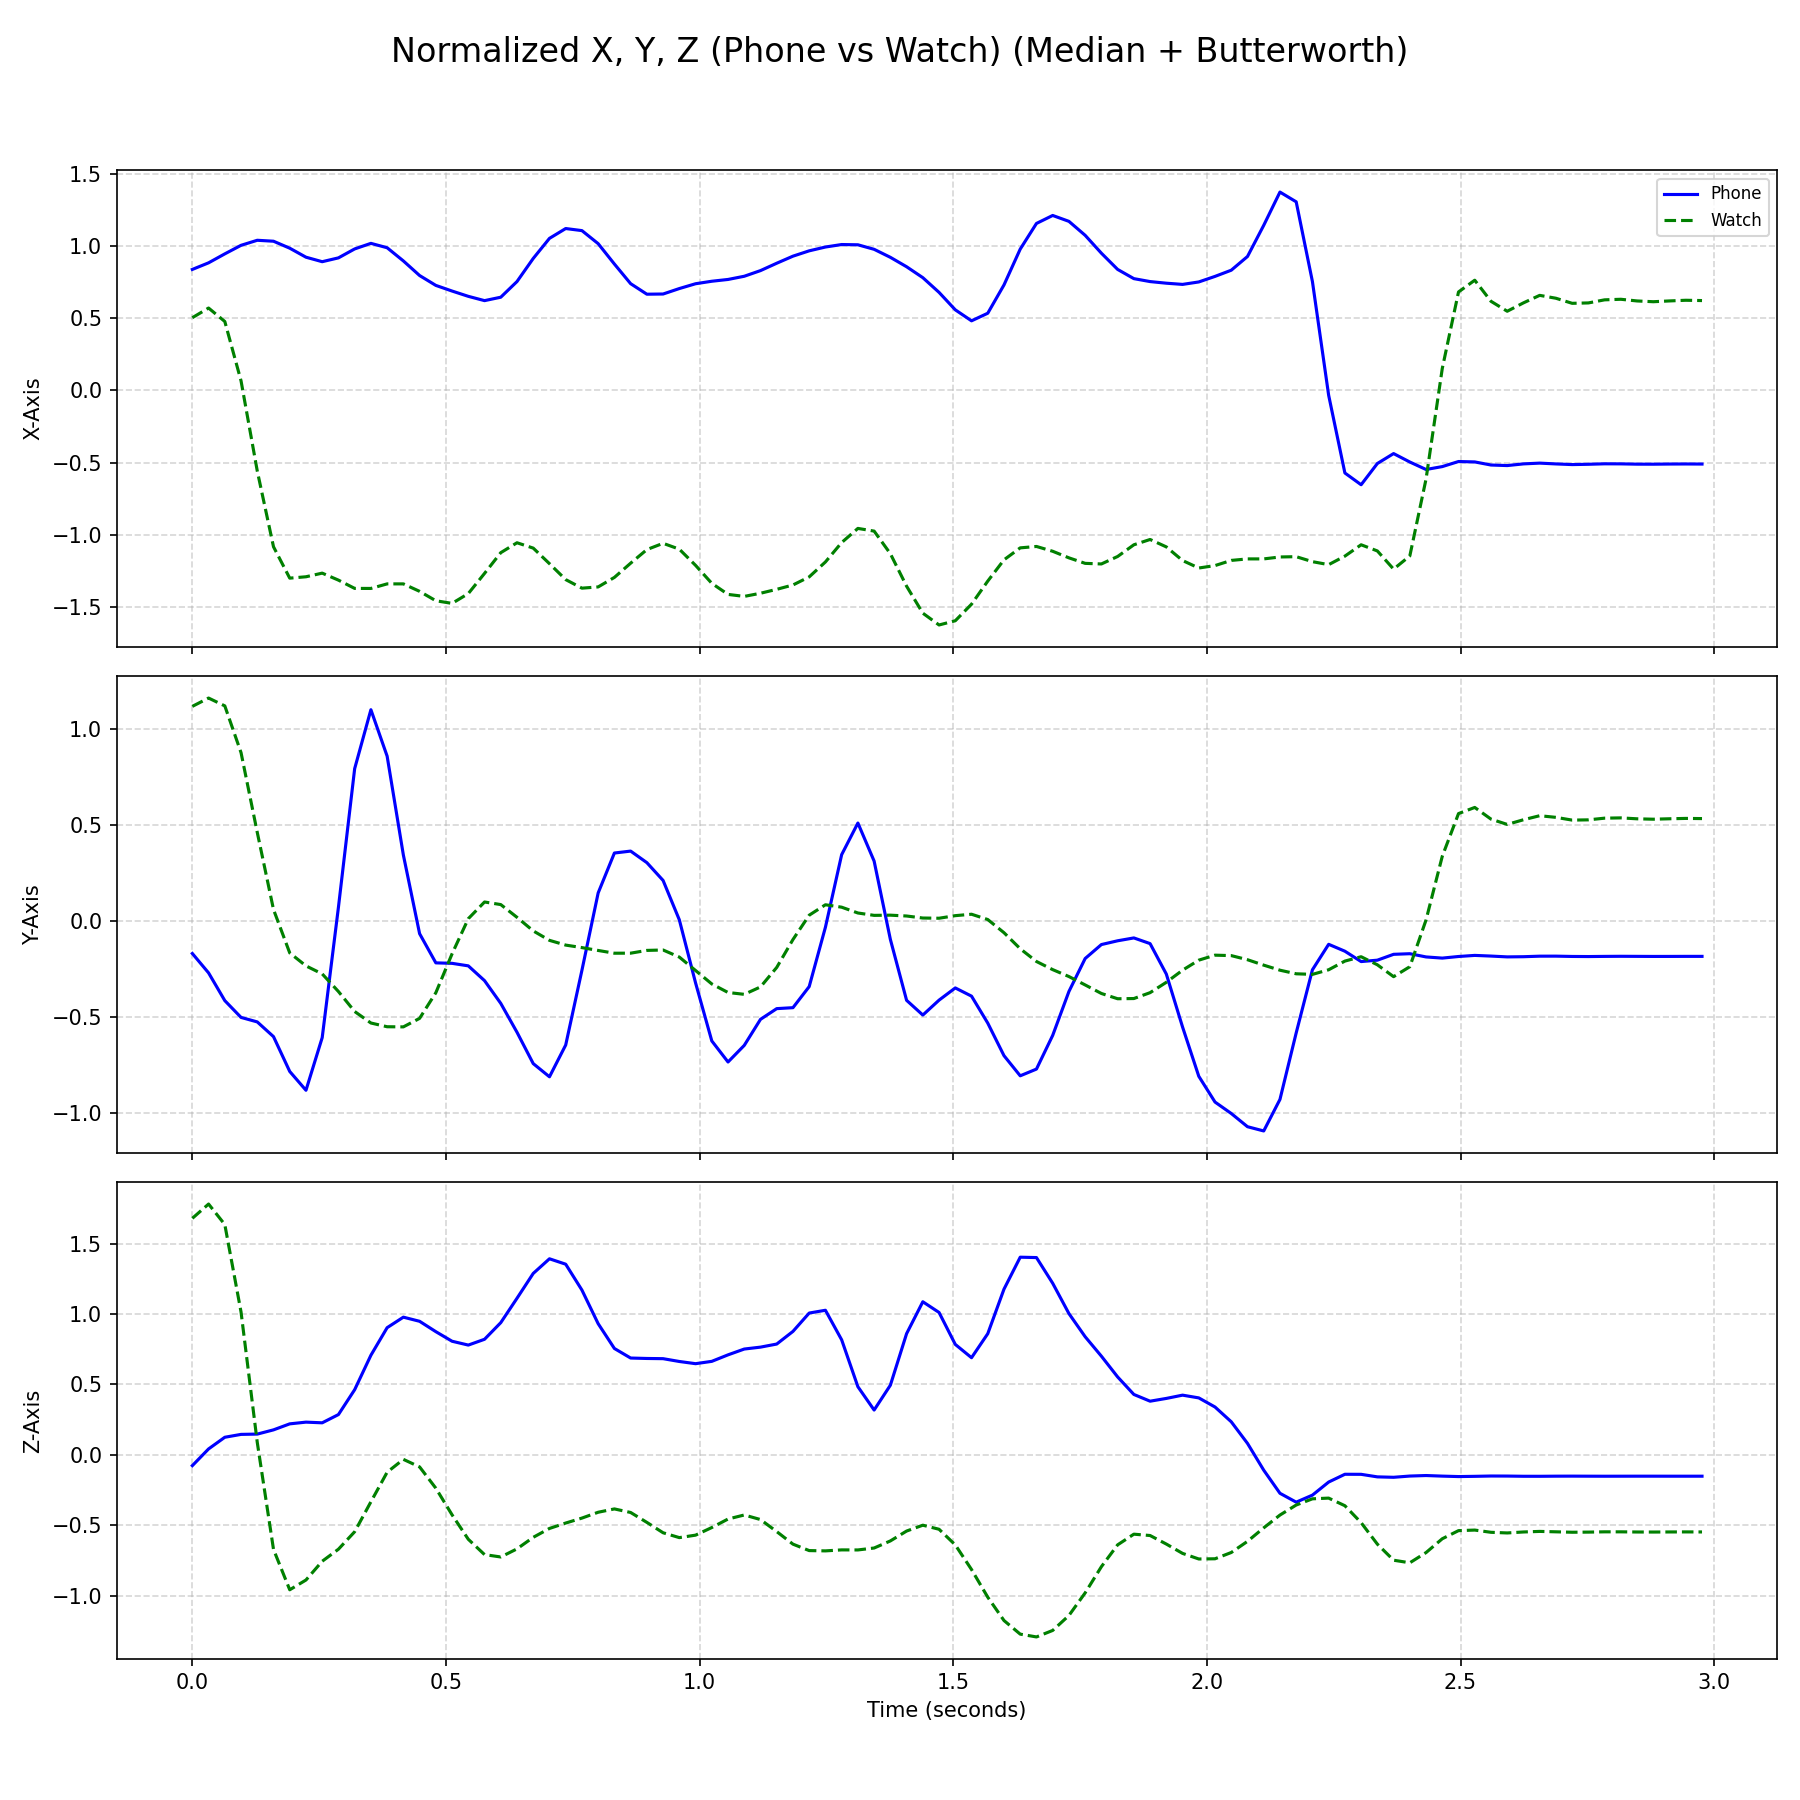 Normalized X, Y, Z (Phone vs Watch) (Median + Butterworth)
1.5
1.0
0.5
0.0
−0.5
−1.0
−1.5
X-Axis
Phone
Watch
1.0
0.5
0.0
−0.5
−1.0
Y-Axis
1.5
1.0
0.5
0.0
−0.5
−1.0
Z-Axis
0.0 0.5 1.0 1.5 2.0 2.5 3.0
Time (seconds)